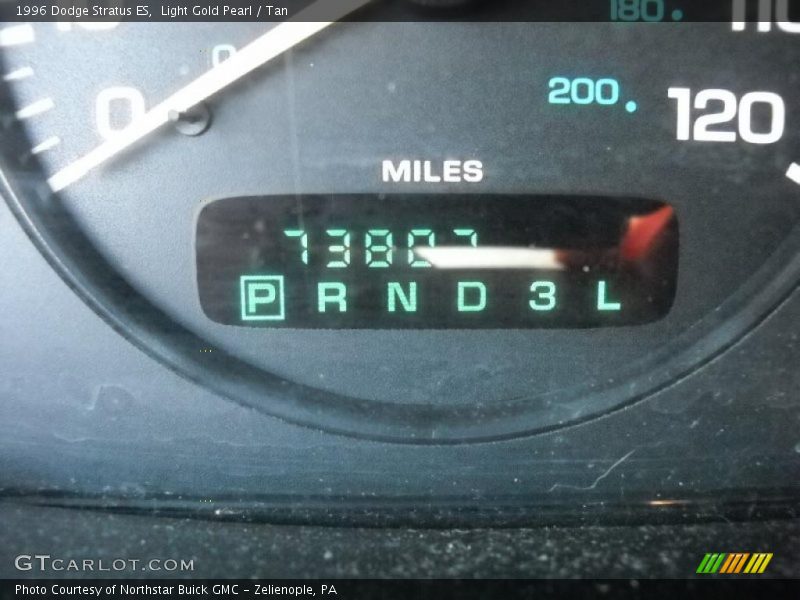 1996 Dodge Stratus ES,  Light Gold Pearl / Tan
180.
0
0
200.
120
MILES
P R N D 3 L
GTCARLOT.COM
Photo Courtesy of Northstar Buick GMC - Zelienople, PA